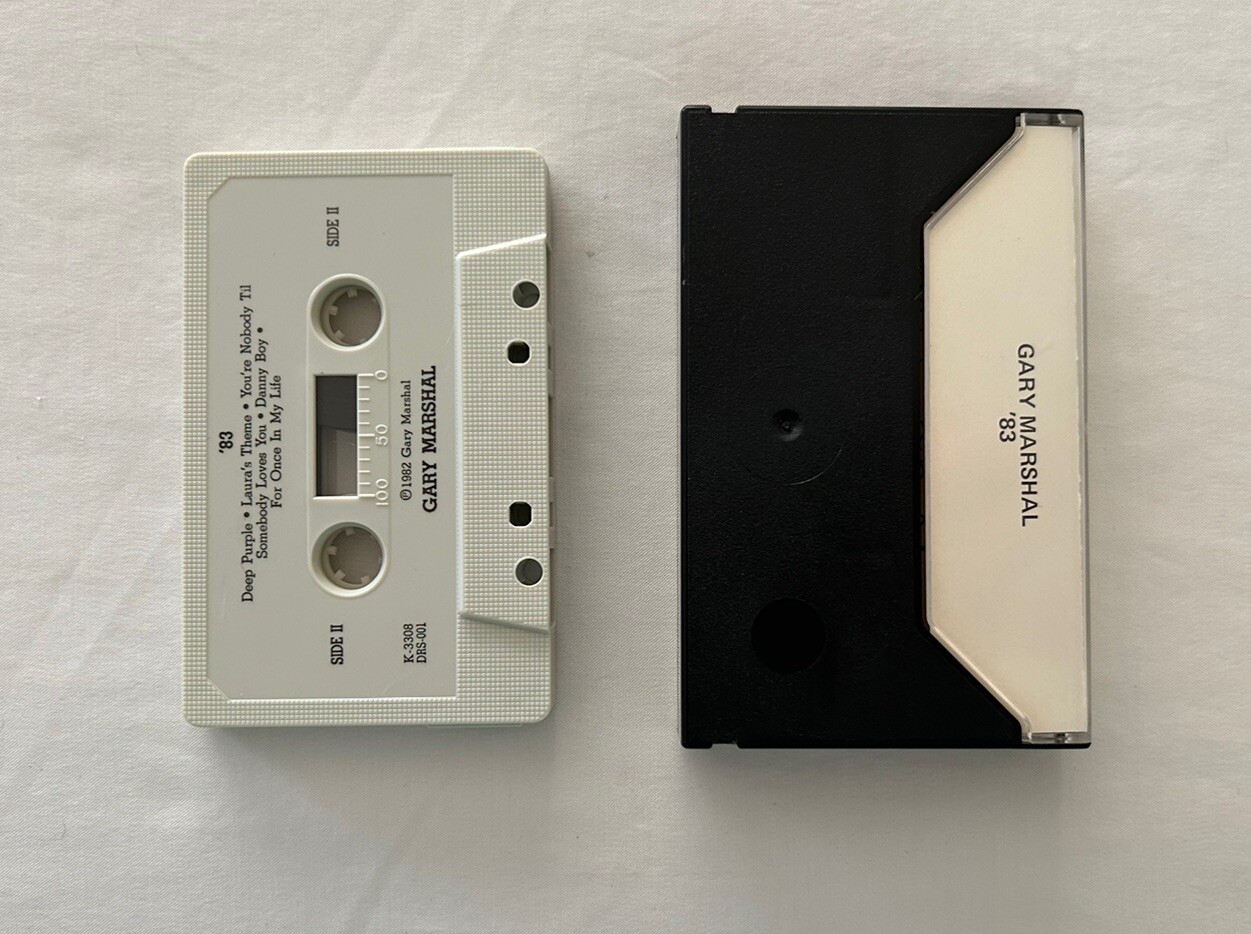 '83
Deep Purple • Laura's Theme • You're Nobody Til
Somebody Loves You • Danny Boy •
For Once In My Life
SIDE II
SIDE II
100 50 0
K-3308
DRS-001
℗1982 Gary Marshal
GARY MARSHAL
GARY MARSHAL
'83